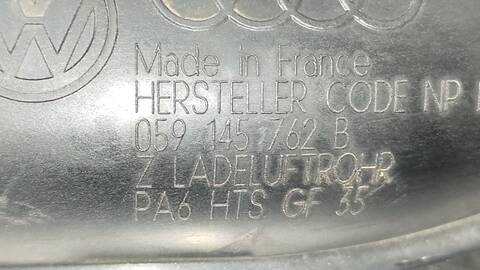 Made in France
HERSTELLER CODE NP
059 145 762 B
Z LADELUFTROHR
PA6 HTS GF 35